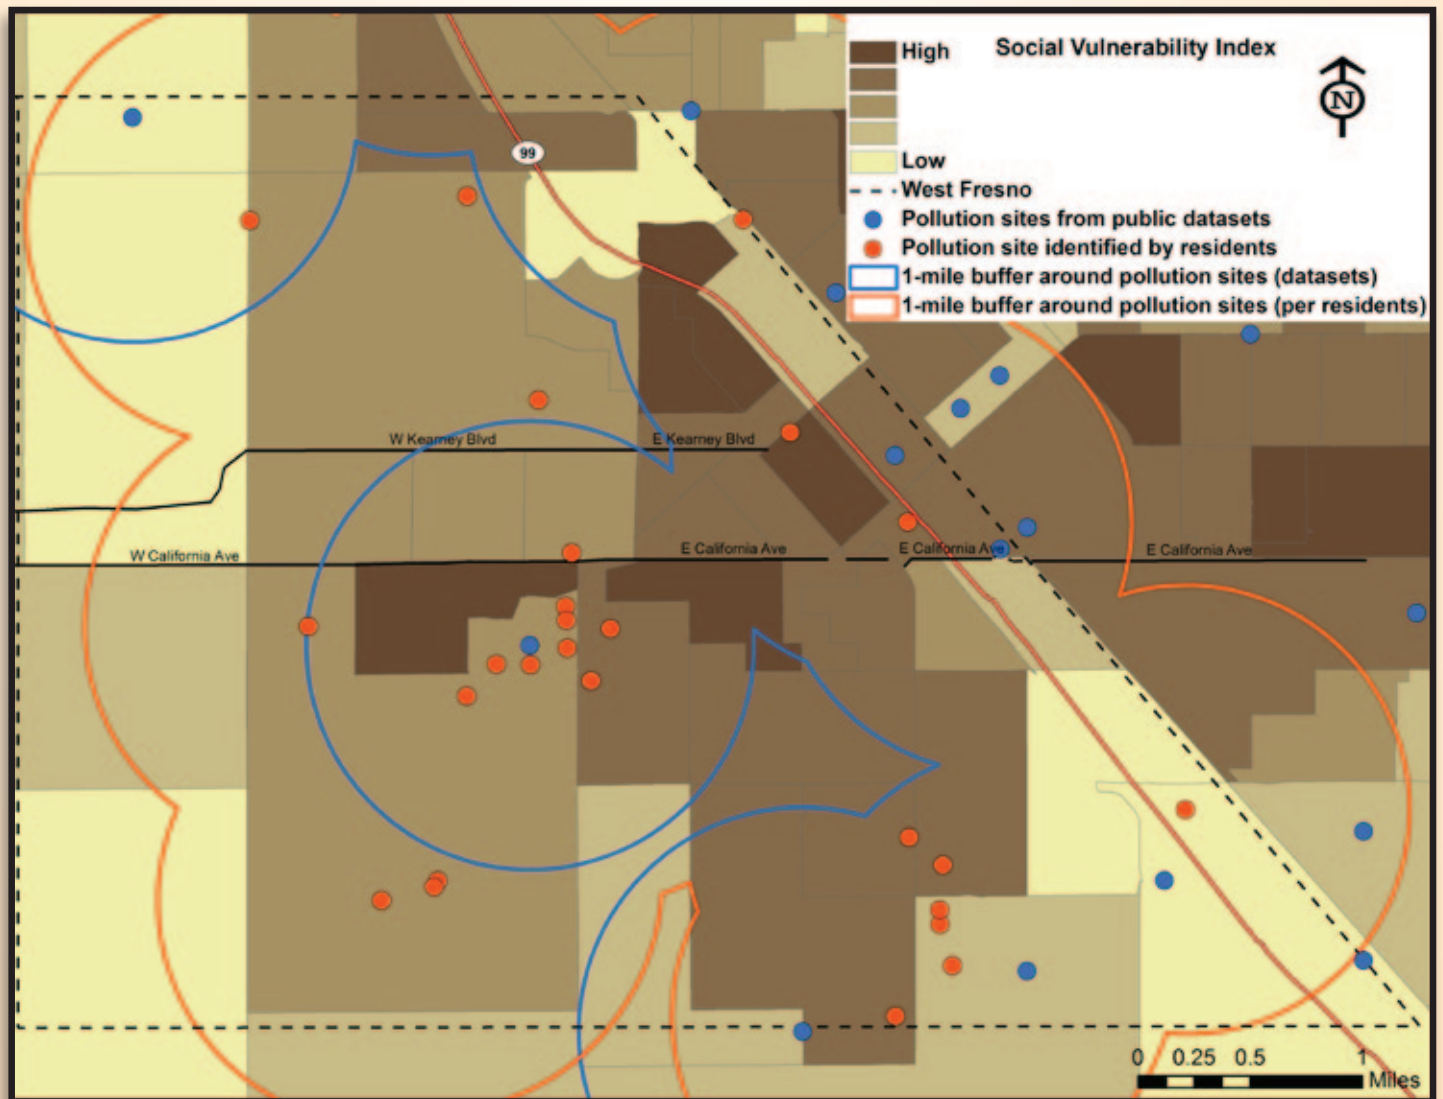 High
Social Vulnerability Index
N
Low
West Fresno
Pollution sites from public datasets
Pollution site identified by residents
1-mile buffer around pollution sites (datasets)
1-mile buffer around pollution sites (per residents)
99
W Kearney Blvd
E Kearney Blvd
W California Ave
E California Ave
E California Ave
E California Ave
0 0.25 0.5 1
Miles